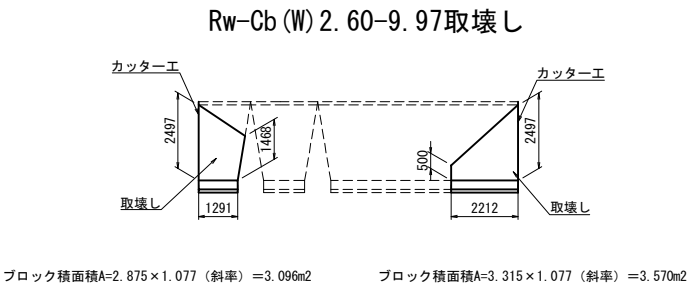 Rw-Cb(W)2.60-9.97取壊し
カッター工
カッター工
2497
1468
500
2497
取壊し
1291
2212
取壊し
ブロック積面積A=2.875×1.077（斜率）=3.096m2
ブロック積面積A=3.315×1.077（斜率）=3.570m2